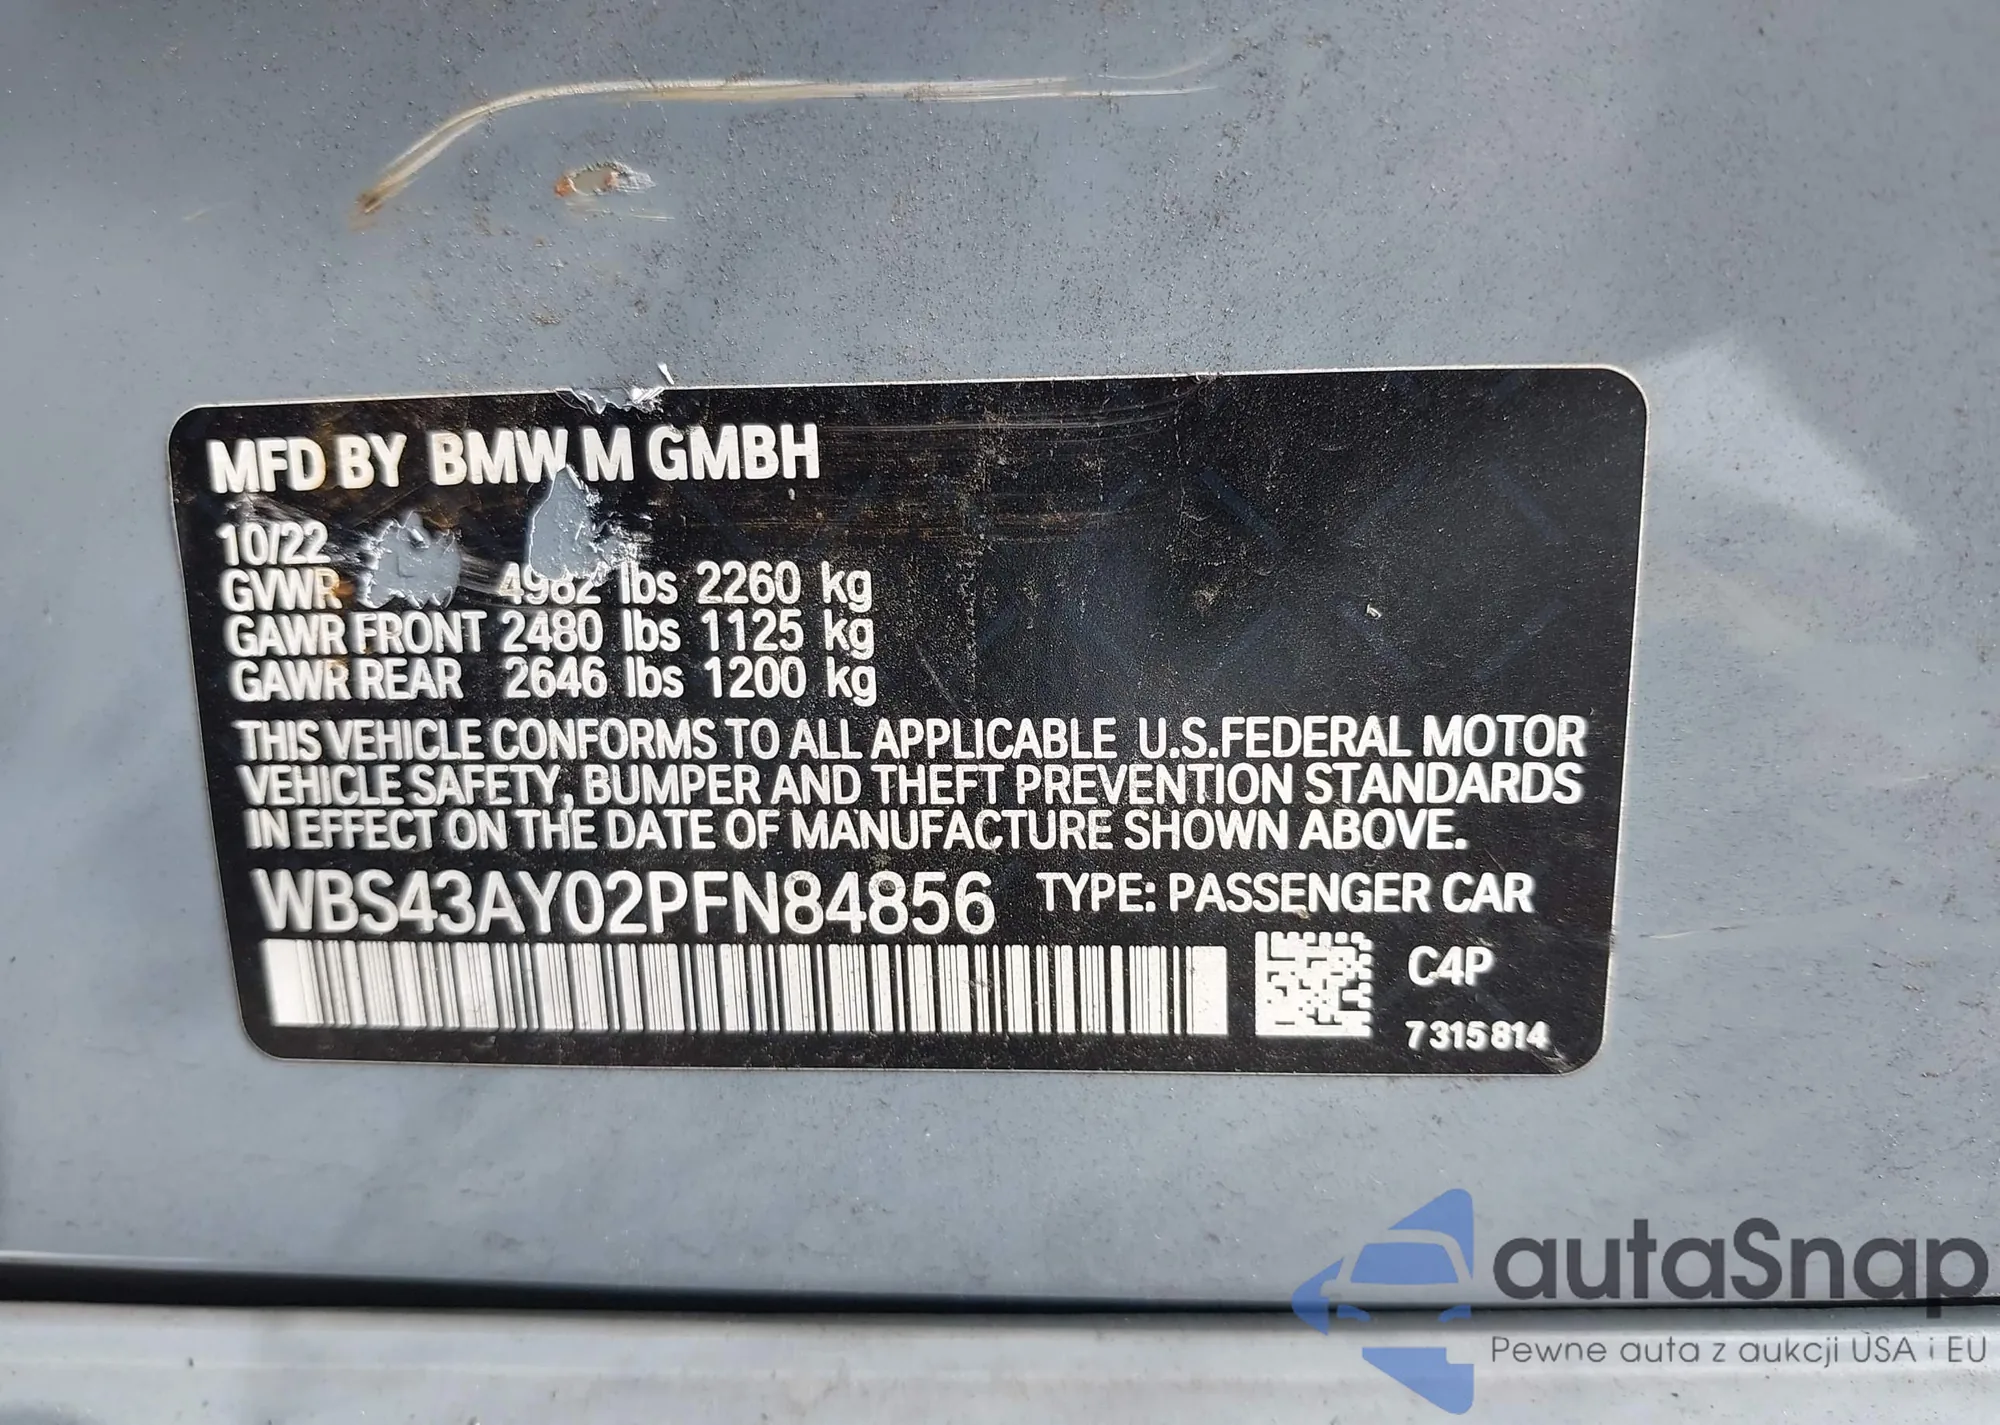 MFD BY BMW M GMBH
10/22
GVWR 4982 lbs 2260 kg
GAWR FRONT 2480 lbs 1125 kg
GAWR REAR 2646 lbs 1200 kg
THIS VEHICLE CONFORMS TO ALL APPLICABLE U.S.FEDERAL MOTOR
VEHICLE SAFETY, BUMPER AND THEFT PREVENTION STANDARDS
IN EFFECT ON THE DATE OF MANUFACTURE SHOWN ABOVE.
WBS43AY02PFN84856 TYPE: PASSENGER CAR
C4P
7315814
autaSnap
Pewne auta z aukcji USA i EU